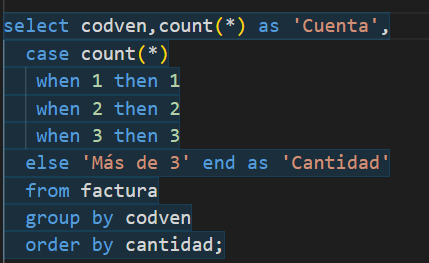 select codven,count(*) as 'Cuenta',
case count(*)
when 1 then 1
when 2 then 2
when 3 then 3
else 'Más de 3' end as 'Cantidad'
from factura
group by codven
order by cantidad;